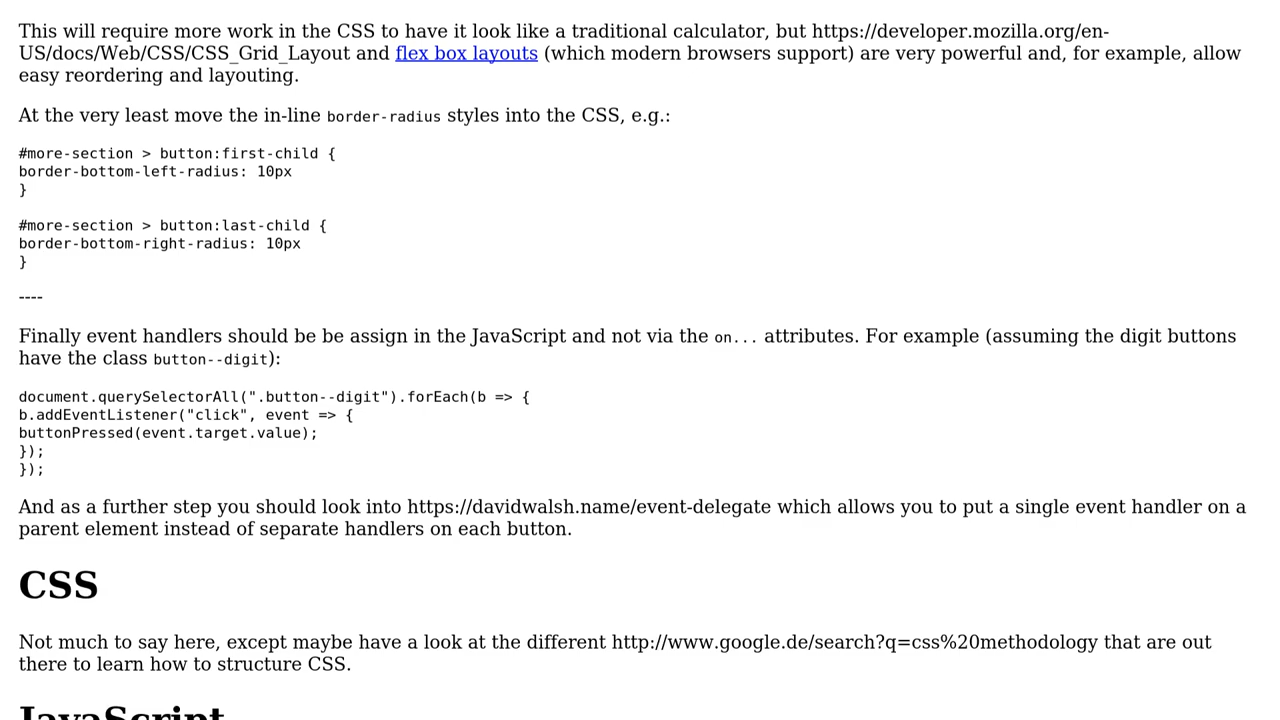 This will require more work in the CSS to have it look like a traditional calculator, but https://developer.mozilla.org/en-
US/docs/Web/CSS/CSS_Grid_Layout and flex box layouts (which modern browsers support) are very powerful and, for example, allow
easy reordering and layouting.
At the very least move the in-line border-radius styles into the CSS, e.g.:
#more-section > button:first-child {
border-bottom-left-radius: 10px
}
#more-section > button:last-child {
border-bottom-right-radius: 10px
}
----
Finally event handlers should be be assign in the JavaScript and not via the on... attributes. For example (assuming the digit buttons
have the class button--digit):
document.querySelectorAll(".button--digit").forEach(b => {
b.addEventListener("click", event => {
buttonPressed(event.target.value);
});
});
And as a further step you should look into https://davidwalsh.name/event-delegate which allows you to put a single event handler on a
parent element instead of separate handlers on each button.
CSS
Not much to say here, except maybe have a look at the different http://www.google.de/search?q=css%20methodology that are out
there to learn how to structure CSS.
JavaScript